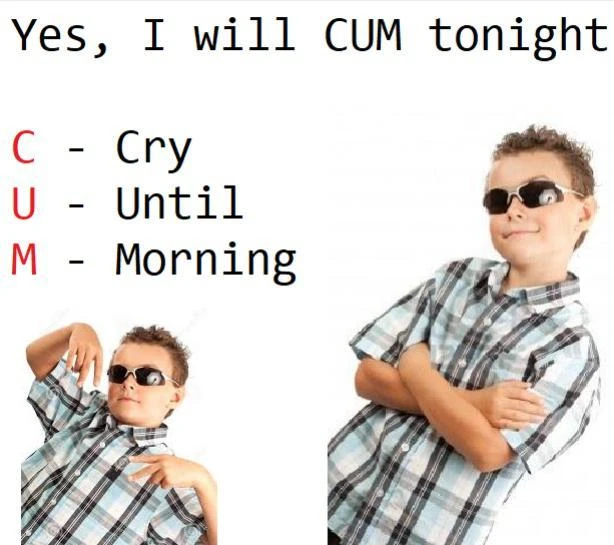 Yes, I will CUM tonight
C - Cry
U - Until
M - Morning